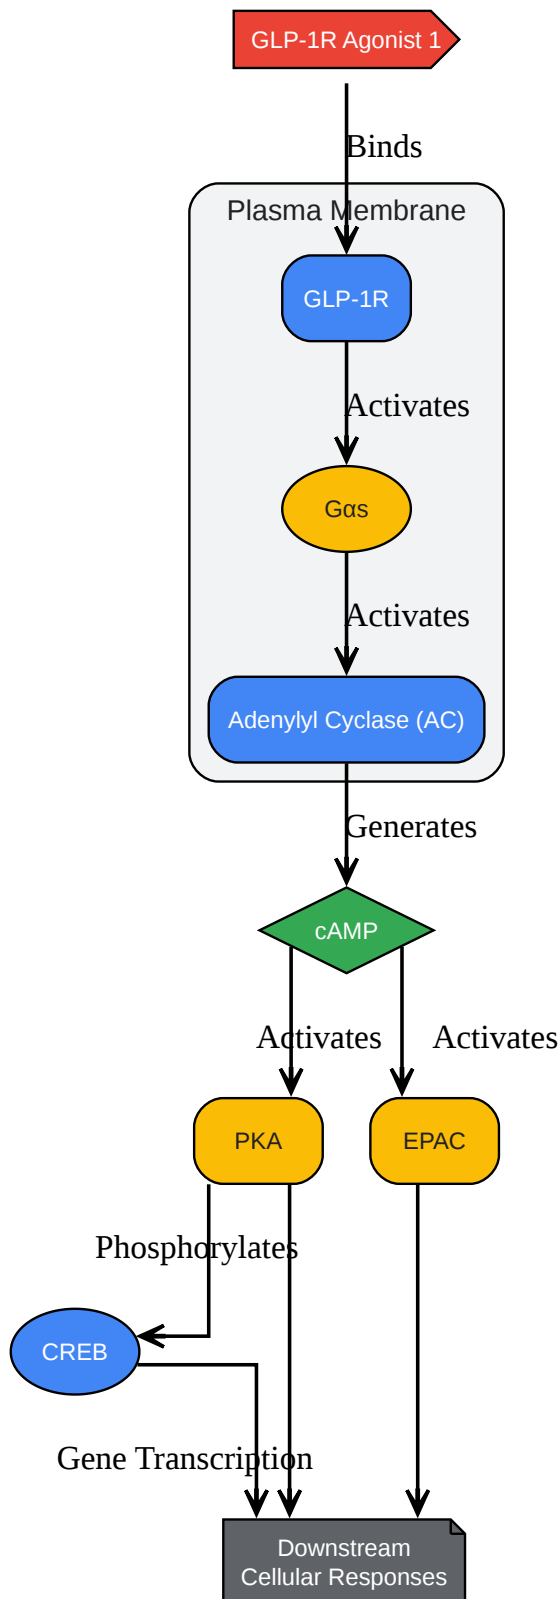 GLP-1R Agonist 1
Binds
Plasma Membrane
GLP-1R
Activates
Gαs
Activates
Adenylyl Cyclase (AC)
Generates
cAMP
Activates
Activates
PKA
EPAC
Phosphorylates
CREB
Gene Transcription
Downstream
Cellular Responses